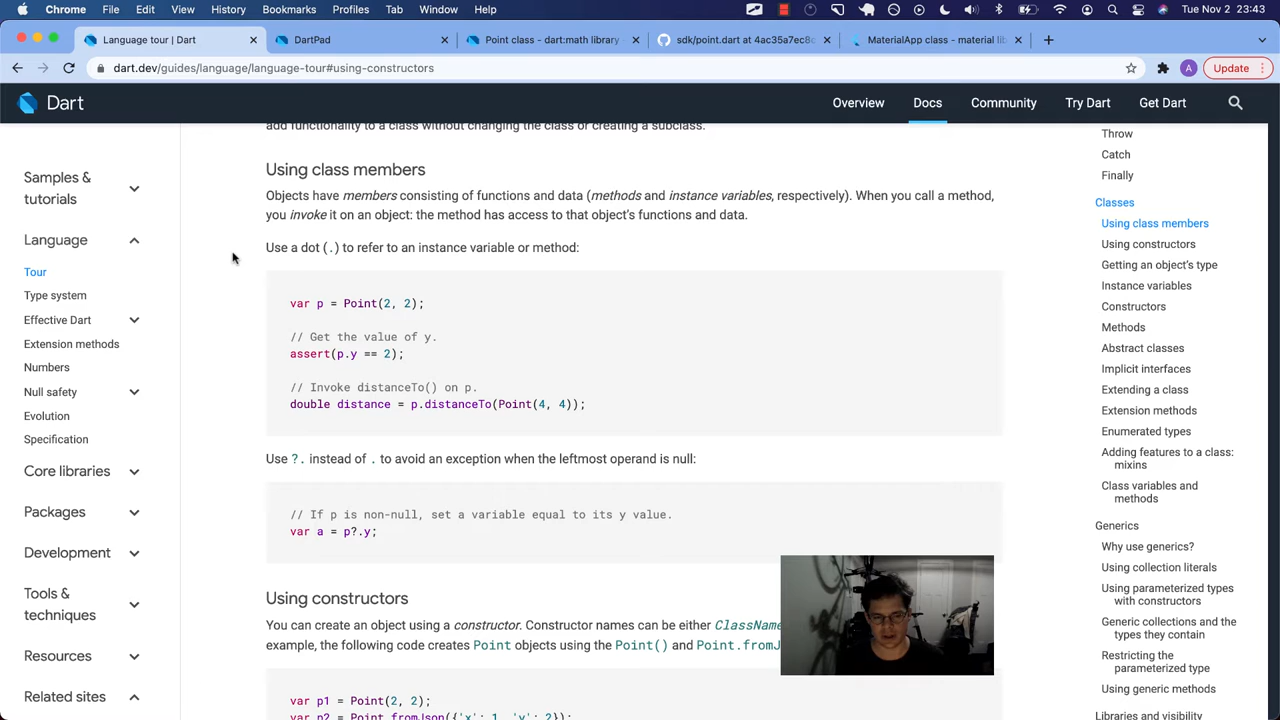 Chrome File Edit View History Bookmarks Profiles Tab Window Help Tue Nov 2 23:43
Language tour | Dart DartPad Point class - dart:math library sdk/point.dart at 4ac35a7ec8 MaterialApp class - material lib
dart.dev/guides/language/language-tour#using-constructors A Update
Dart Overview Docs Community Try Dart Get Dart
Samples &
tutorials
Language
Tour
Type system
Effective Dart
Extension methods
Numbers
Null safety
Evolution
Specification
Core libraries
Packages
Development
Tools &
techniques
Resources
Related sites
add functionality to a class without changing the class or creating a subclass.
Using class members
Objects have members consisting of functions and data (methods and instance variables, respectively). When you call a method,
you invoke it on an object: the method has access to that object's functions and data.
Use a dot (.) to refer to an instance variable or method:
var p = Point(2, 2);
// Get the value of y.
assert(p.y == 2);
// Invoke distanceTo() on p.
double distance = p.distanceTo(Point(4, 4));
Use ?. instead of . to avoid an exception when the leftmost operand is null:
// If p is non-null, set a variable equal to its y value.
var a = p?.y;
Using constructors
You can create an object using a constructor. Constructor names can be either ClassName
example, the following code creates Point objects using the Point() and Point.fromJ
var p1 = Point(2, 2);
var p2 = Point.fromJson({'x': 1, 'y': 2});
Throw
Catch
Finally
Classes
Using class members
Using constructors
Getting an object's type
Instance variables
Constructors
Methods
Abstract classes
Implicit interfaces
Extending a class
Extension methods
Enumerated types
Adding features to a class:
mixins
Class variables and
methods
Generics
Why use generics?
Using collection literals
Using parameterized types
with constructors
Generic collections and the
types they contain
Restricting the
parameterized type
Using generic methods
Libraries and visibility